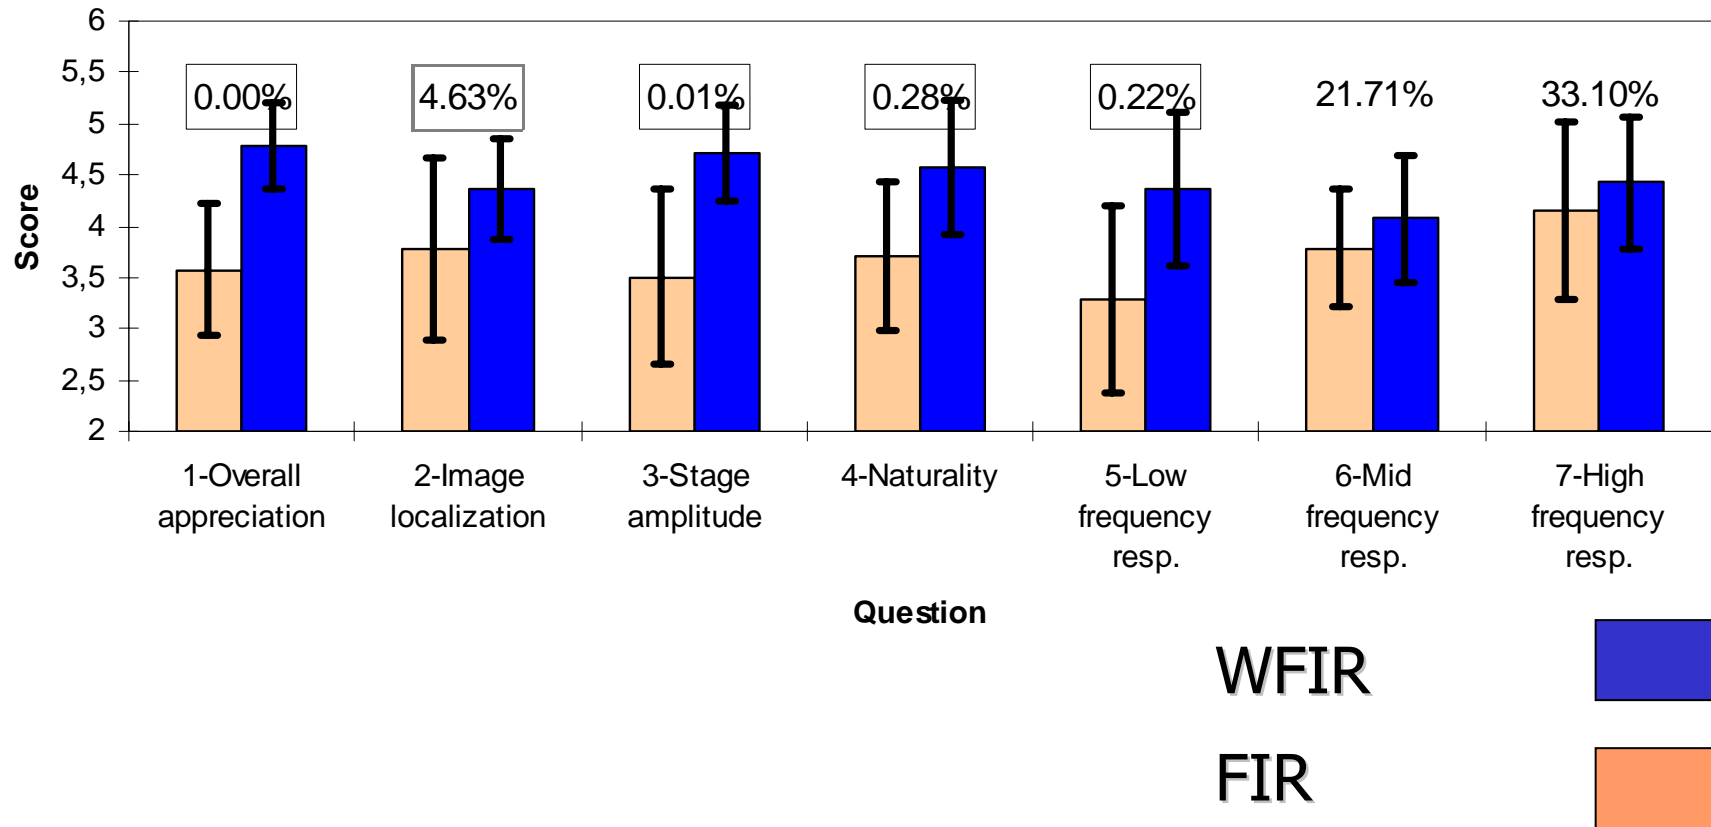 6
5,5
5
4,5
4
3,5
3
2,5
2
Score
0.00%
4.63%
0.01%
0.28%
0.22%
21.71%
33.10%
1-Overall
appreciation
2-Image
localization
3-Stage
amplitude
4-Naturality
5-Low
frequency
resp.
6-Mid
frequency
resp.
7-High
frequency
resp.
Question
WFIR
FIR